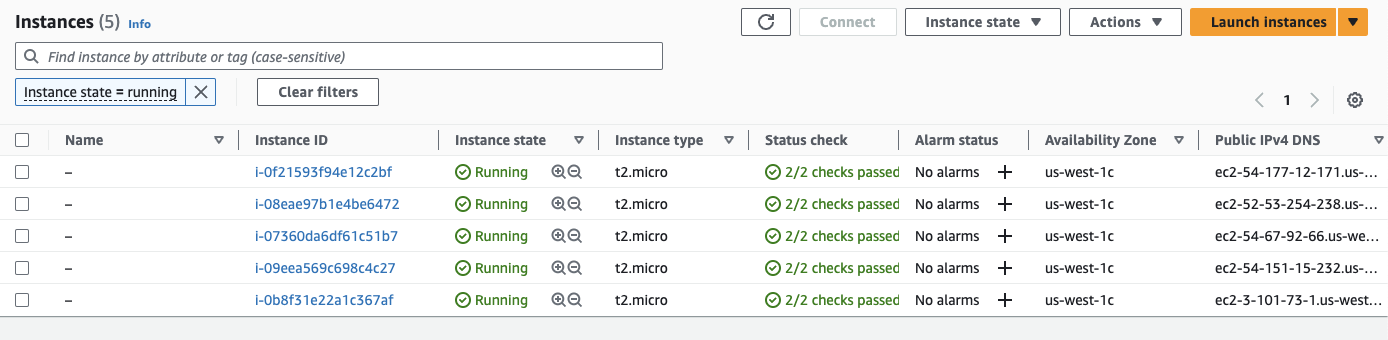 Instances (5) Info Connect Instance state Actions Launch instances
Find instance by attribute or tag (case-sensitive)
Instance state = running Clear filters
1
Name Instance ID Instance state Instance type Status check Alarm status Availability Zone Public IPv4 DNS
– i-0f21593f94e12c2bf Running t2.micro 2/2 checks passed No alarms us-west-1c ec2-54-177-12-171.us-...
– i-08eae97b1e4be6472 Running t2.micro 2/2 checks passed No alarms us-west-1c ec2-52-53-254-238.us-...
– i-07360da6df61c51b7 Running t2.micro 2/2 checks passed No alarms us-west-1c ec2-54-67-92-66.us-we...
– i-09eea569c698c4c27 Running t2.micro 2/2 checks passed No alarms us-west-1c ec2-54-151-15-232.us-...
– i-0b8f31e22a1c367af Running t2.micro 2/2 checks passed No alarms us-west-1c ec2-3-101-73-1.us-west...